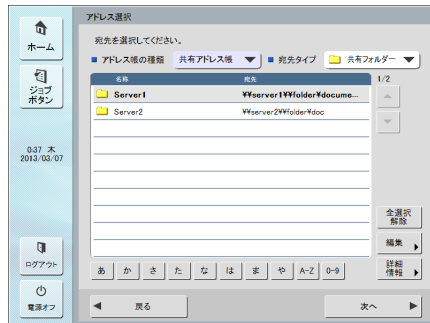 アドレス選択
ホーム
宛先を選択してください。
アドレス帳の種類 共有アドレス帳 宛先タイプ 共有フォルダー
名称 宛先 1/2
Server1 ¥¥server1¥¥folder¥docume...
Server2 ¥¥server2¥¥folder¥doc
ジョブ
ボタン
0:37 木
2013/03/07
全選択
解除
編集
詳細
情報
ログアウト
あ か さ た な は ま や A-Z 0-9
電源オフ
戻る
次へ